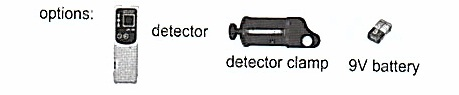 options:
detector
detector clamp
9V battery